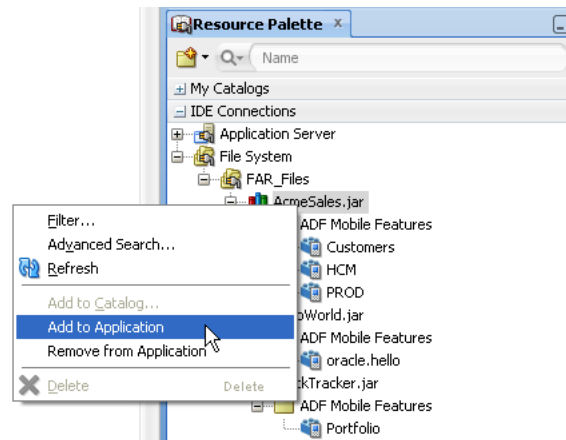 Resource Palette
Name
My Catalogs
IDE Connections
Application Server
File System
FAR_Files
AcmeSales.jar
ADF Mobile Features
Customers
HCM
PROD
oWorld.jar
ADF Mobile Features
oracle.hello
ckTracker.jar
ADF Mobile Features
Portfolio
Filter...
Advanced Search...
Refresh
Add to Catalog...
Add to Application
Remove from Application
Delete Delete